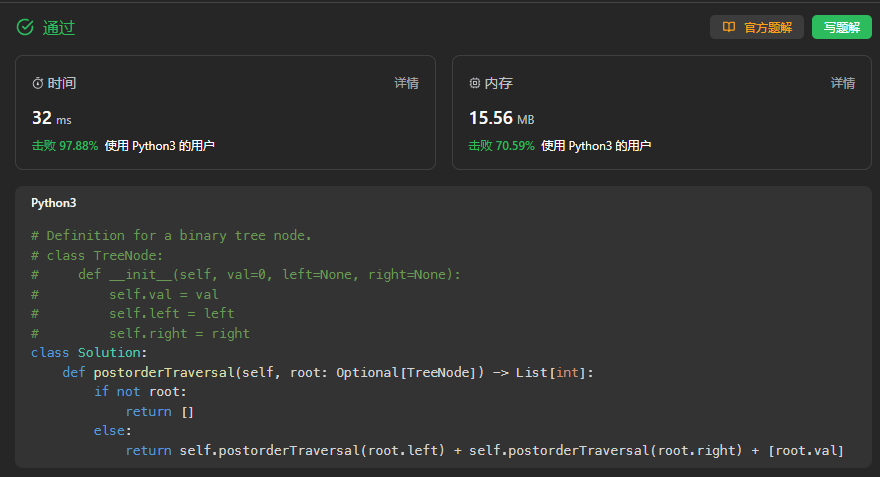 通过
官方题解
写题解
时间
详情
32 ms
击败 97.88% 使用 Python3 的用户
内存
详情
15.56 MB
击败 70.59% 使用 Python3 的用户
Python3
# Definition for a binary tree node.
# class TreeNode:
#     def __init__(self, val=0, left=None, right=None):
#         self.val = val
#         self.left = left
#         self.right = right
class Solution:
    def postorderTraversal(self, root: Optional[TreeNode]) -> List[int]:
        if not root:
            return []
        else:
            return self.postorderTraversal(root.left) + self.postorderTraversal(root.right) + [root.val]